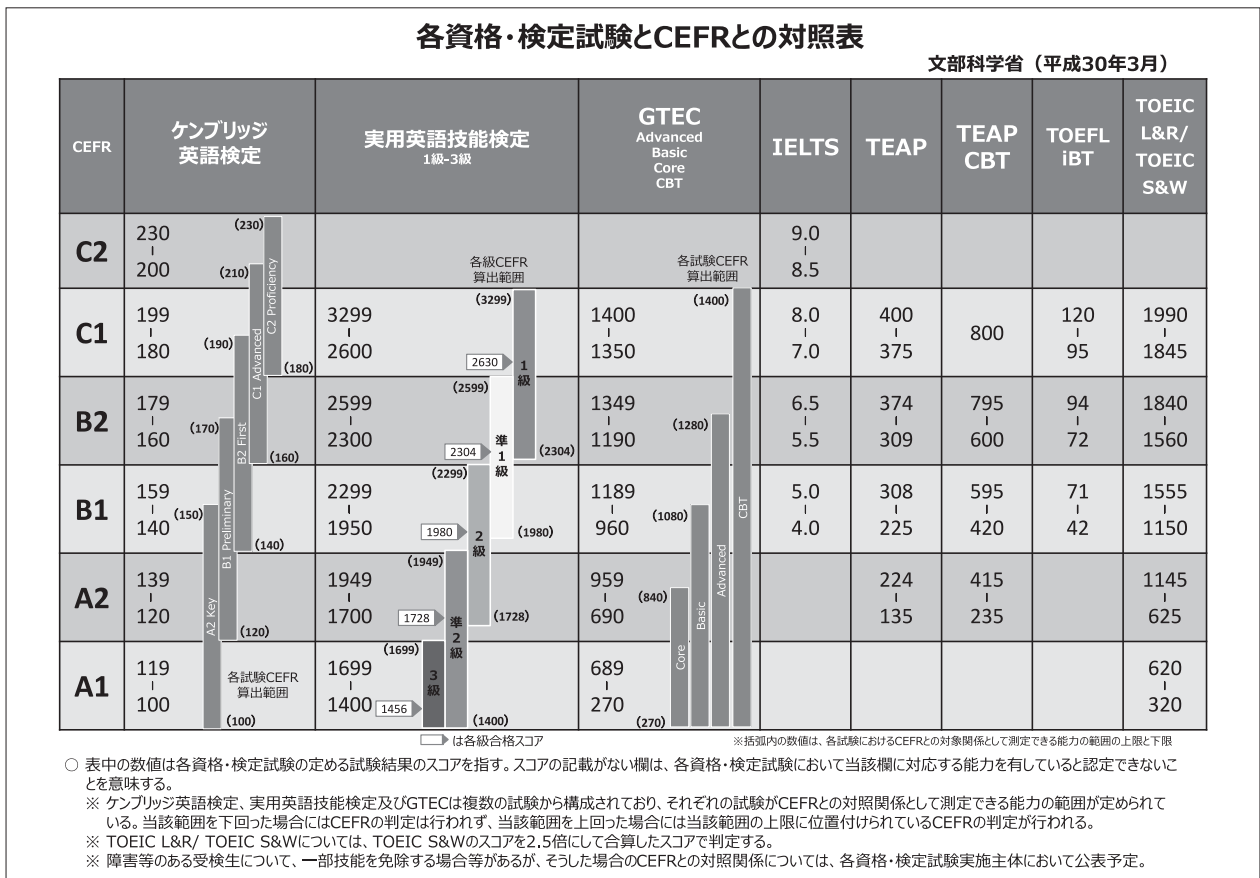 各資格・検定試験とCEFRとの対照表
文部科学省（平成30年3月）
CEFR
ケンブリッジ
英語検定
実用英語技能検定
1級-3級
GTEC
Advanced
Basic
Core
CBT
IELTS
TEAP
TEAP
CBT
TOEFL
iBT
TOEIC
L&R/
TOEIC
S&W
C2
230
200
(230)
(210)
C2 Proficiency
各級CEFR
算出範囲
各試験CEFR
算出範囲
9.0
8.5
C1
199
180
(190)
C1 Advanced
(180)
3299
2600
(3299)
2630
1級
1400
1350
(1400)
8.0
7.0
400
375
800
120
95
1990
1845
B2
179
160
(170)
B2 First
(160)
2599
2300
(2599)
2304
準1級
(2304)
1349
1190
(1280)
6.5
5.5
374
309
795
600
94
72
1840
1560
B1
159
140
(150)
B1 Preliminary
(140)
2299
1950
(2299)
1980
2級
(1980)
1189
960
(1080)
CBT
5.0
4.0
308
225
595
420
71
42
1555
1150
A2
139
120
A2 Key
(120)
1949
1700
(1949)
1728
準2級
(1728)
959
690
(840)
Basic
Advanced
224
135
415
235
1145
625
A1
119
100
各試験CEFR
算出範囲
(100)
1699
1400
(1699)
1456
3級
(1400)
689
270
Core
(270)
620
320
は各級合格スコア
※括弧内の数値は、各試験におけるCEFRとの対象関係として測定できる能力の範囲の上限と下限
○ 表中の数値は各資格・検定試験の定める試験結果のスコアを指す。スコアの記載がない欄は、各資格・検定試験において当該欄に対応する能力を有していると認定できないこ
とを意味する。
※ ケンブリッジ英語検定、実用英語技能検定及びGTECは複数の試験から構成されており、それぞれの試験がCEFRとの対照関係として測定できる能力の範囲が定められて
いる。当該範囲を下回った場合にはCEFRの判定は行われず、当該範囲を上回った場合には当該範囲の上限に位置付けられているCEFRの判定が行われる。
※ TOEIC L&R/ TOEIC S&Wについては、TOEIC S&Wのスコアを2.5倍にして合算したスコアで判定する。
※ 障害等のある受検生について、一部技能を免除する場合等があるが、そうした場合のCEFRとの対照関係については、各資格・検定試験実施主体において公表予定。